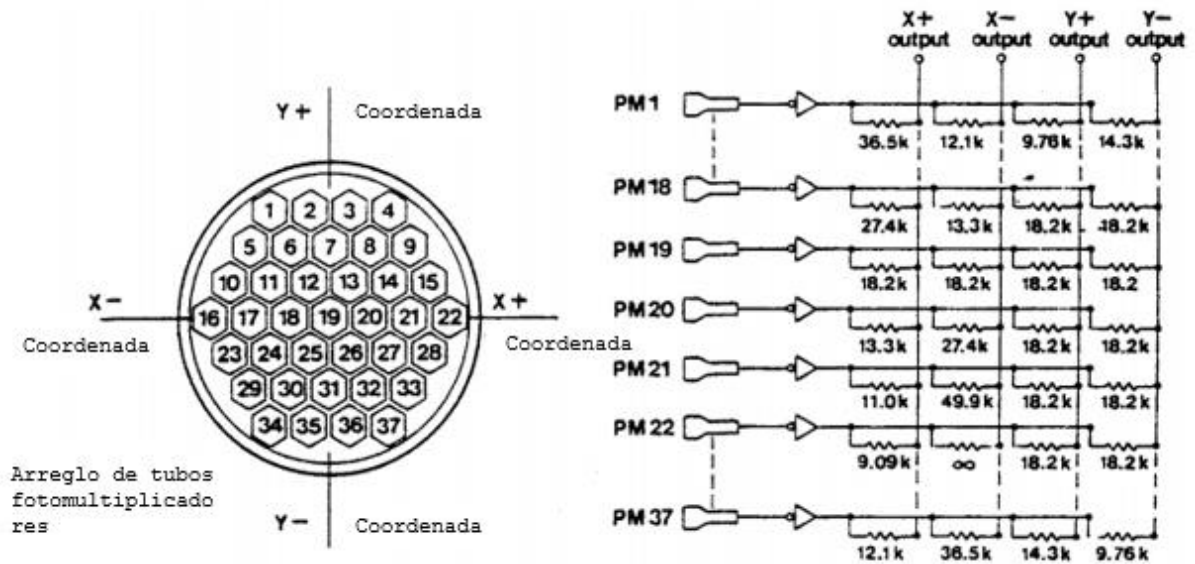 Y+ Coordenada
1 2 3 4
5 6 7 8 9
10 11 12 13 14 15
X- X+
16 17 18 19 20 21 22
Coordenada Coordenada
23 24 25 26 27 28
29 30 31 32 33
34 35 36 37
Arreglo de tubos
fotomultiplicado
res
Y- Coordenada
X+ X- Y+ Y-
output output output output
PM 1
36.5k 12.1k 9.76k 14.3k
PM 18
27.4k 13.3k 18.2k 18.2k
PM 19
18.2k 18.2k 18.2k 18.2
PM 20
13.3k 27.4k 18.2k 18.2k
PM 21
11.0k 49.9k 18.2k 18.2k
PM 22
9.09k ∞ 18.2k 18.2k
PM 37
12.1k 36.5k 14.3k 9.76k